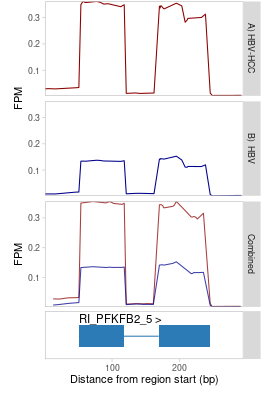 0.3
0.2
0.1
A) HBV-HCC
FPM
0.3
0.2
0.1
B) HBV
0.3
0.2
0.1
Combined
FPM
RI_PFKFB2_5 >
100
200
Distance from region start (bp)